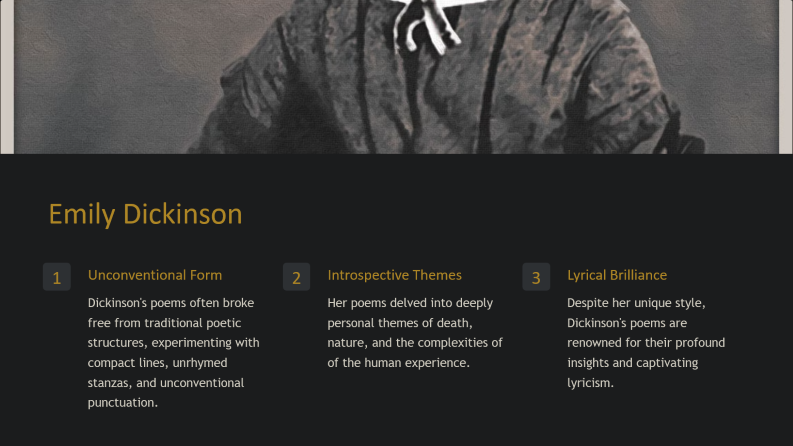 Emily Dickinson
1
Unconventional Form
Dickinson's poems often broke
free from traditional poetic
structures, experimenting with
compact lines, unrhymed
stanzas, and unconventional
punctuation.
2
Introspective Themes
Her poems delved into deeply
personal themes of death,
nature, and the complexities of
of the human experience.
3
Lyrical Brilliance
Despite her unique style,
Dickinson's poems are
renowned for their profound
insights and captivating
lyricism.